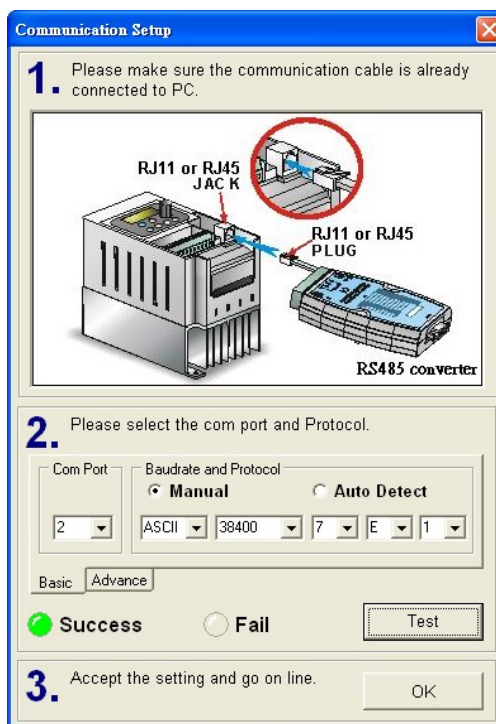 Communication Setup
1. Please make sure the communication cable is already
connected to PC.
RJ11 or RJ45
JACK
RJ11 or RJ45
PLUG
RS485 converter
2. Please select the com port and Protocol.
Com Port
Baudrate and Protocol
Manual
Auto Detect
2
ASCII
38400
7
E
1
Basic
Advance
Success
Fail
Test
3. Accept the setting and go on line.
OK